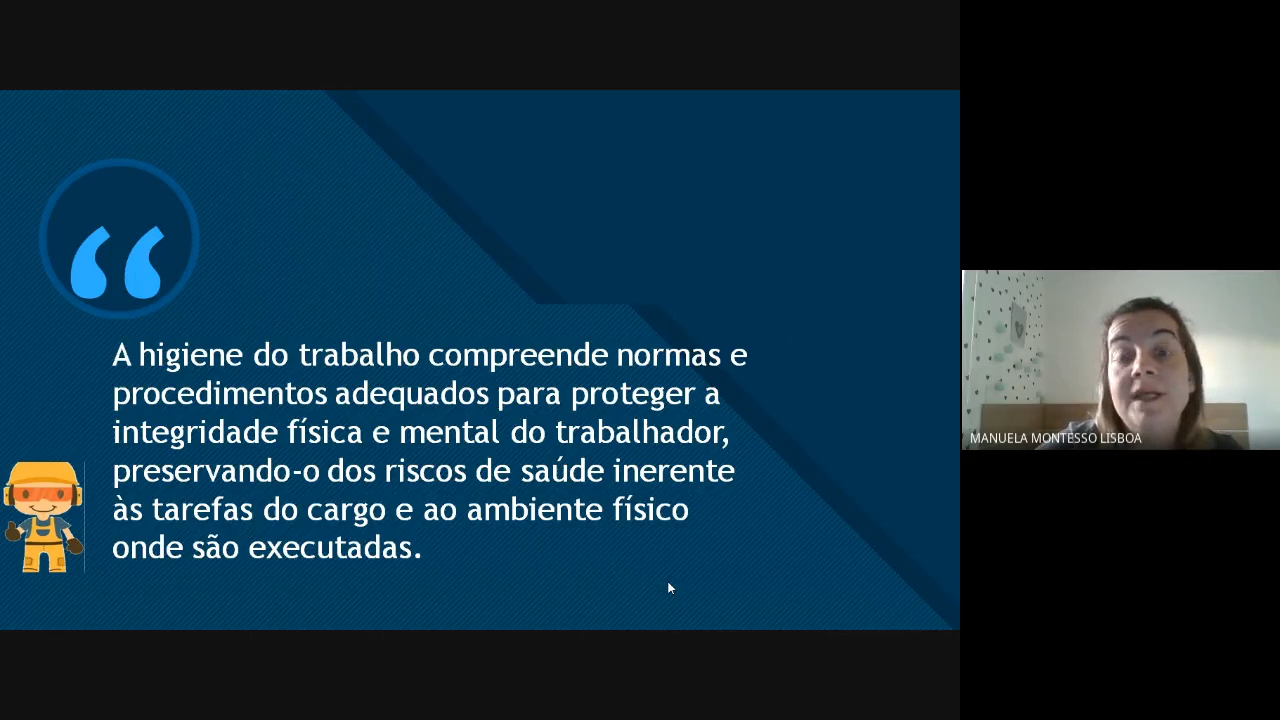 “
A higiene do trabalho compreende normas e
procedimentos adequados para proteger a
integridade física e mental do trabalhador,
preservando-o dos riscos de saúde inerente
às tarefas do cargo e ao ambiente físico
onde são executadas.
MANUELA MONTESSO LISBOA